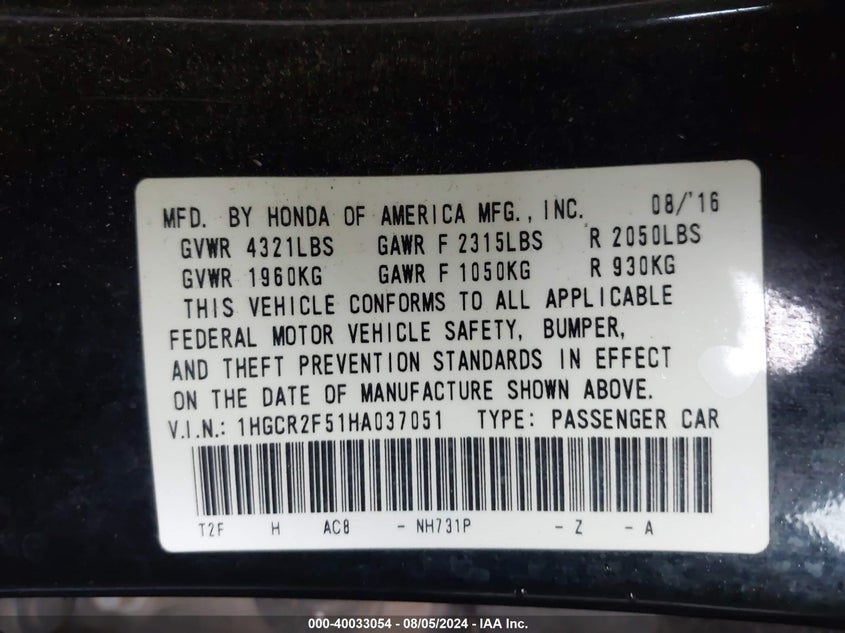 MFD. BY HONDA OF AMERICA MFG., INC. 08/'16
GVWR 4321LBS GAWR F 2315LBS R 2050LBS
GVWR 1960KG GAWR F 1050KG R 930KG
THIS VEHICLE CONFORMS TO ALL APPLICABLE
FEDERAL MOTOR VEHICLE SAFETY, BUMPER,
AND THEFT PREVENTION STANDARDS IN EFFECT
ON THE DATE OF MANUFACTURE SHOWN ABOVE.
V.I.N.: 1HGCR2F51HA037051 TYPE: PASSENGER CAR
T2F H AC8 - NH731P - Z - A
000-40033054 - 08/05/2024 - IAA Inc.